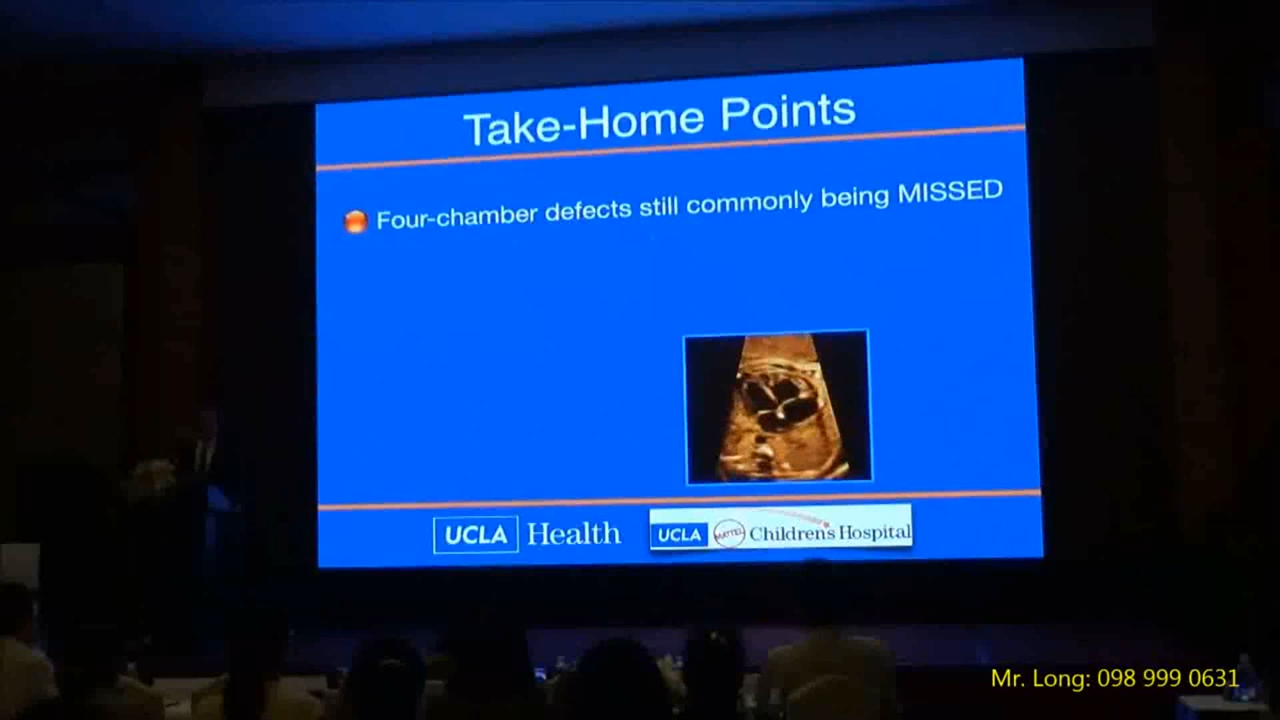 Take-Home Points
Four-chamber defects still commonly being MISSED
UCLA Health
UCLA MATTEL Children's Hospital
Mr. Long: 098 999 0631